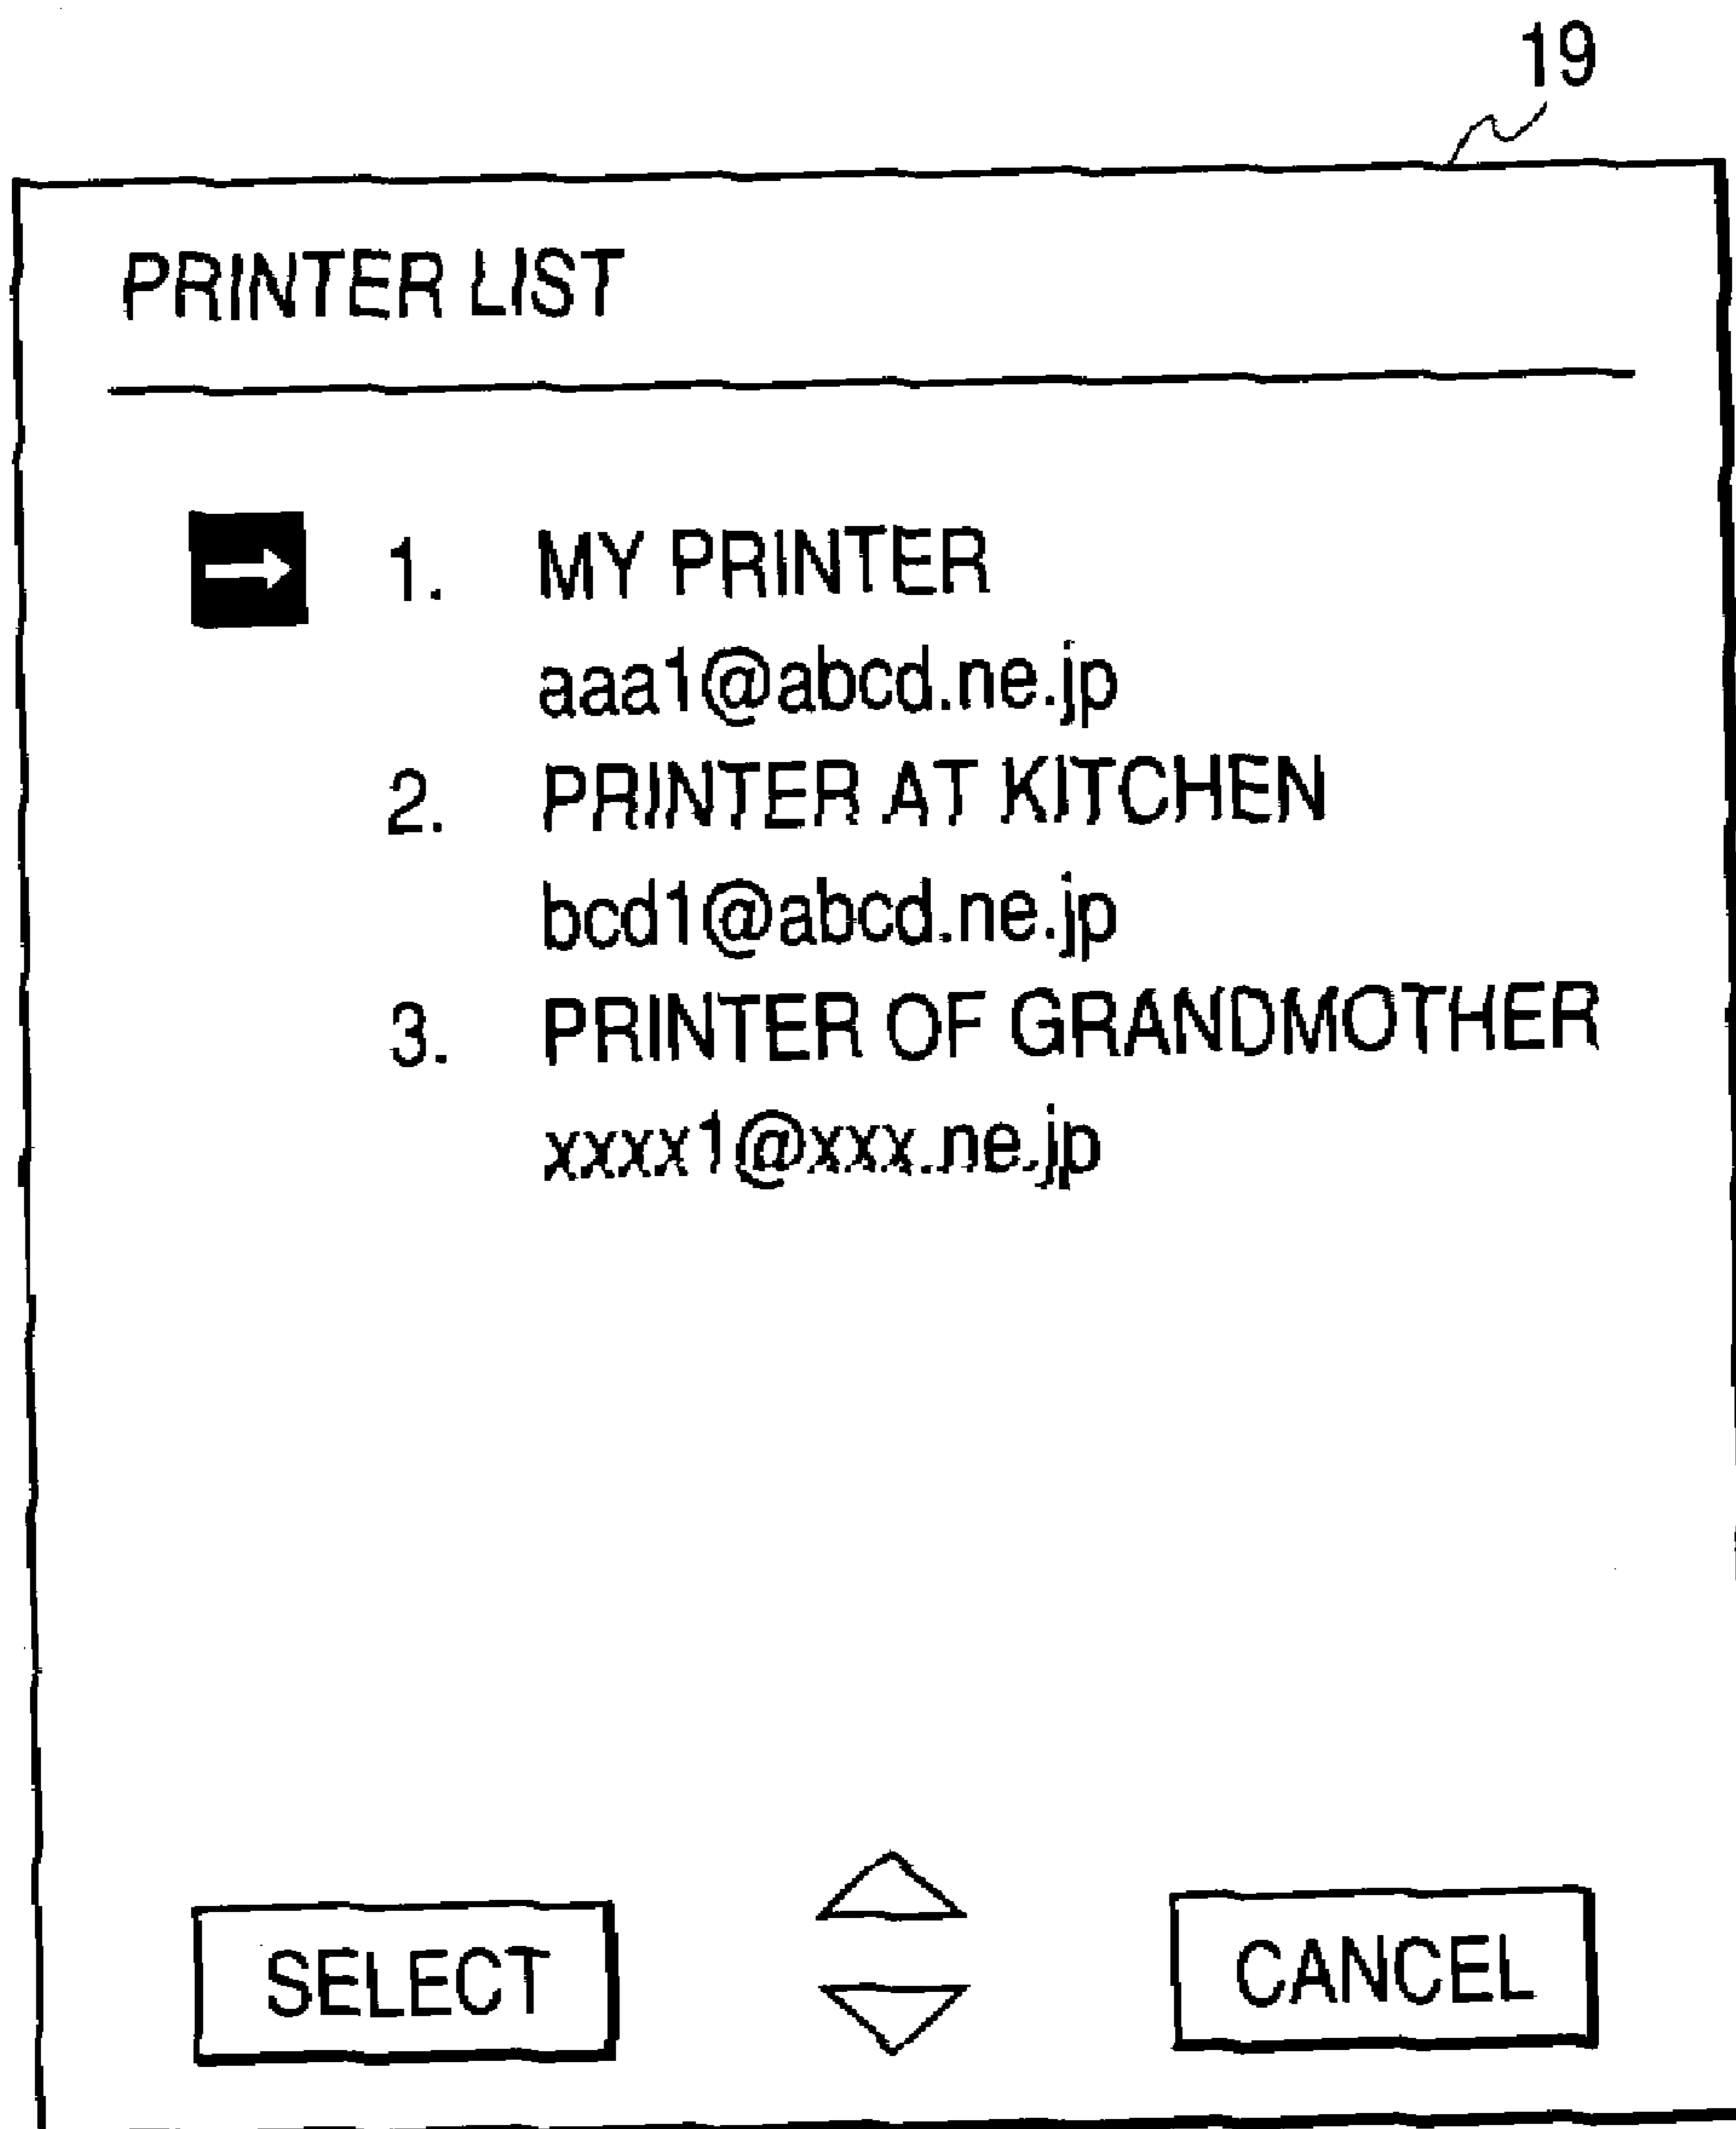 19
PRINTER LIST
1. MY PRINTER
aaa1@abcd.ne.jp
2. PRINTER AT KITCHEN
bcd1@abcd.ne.jp
3. PRINTER OF GRANDMOTHER
xxxx1@xxx.ne.jp
SELECT CANCEL